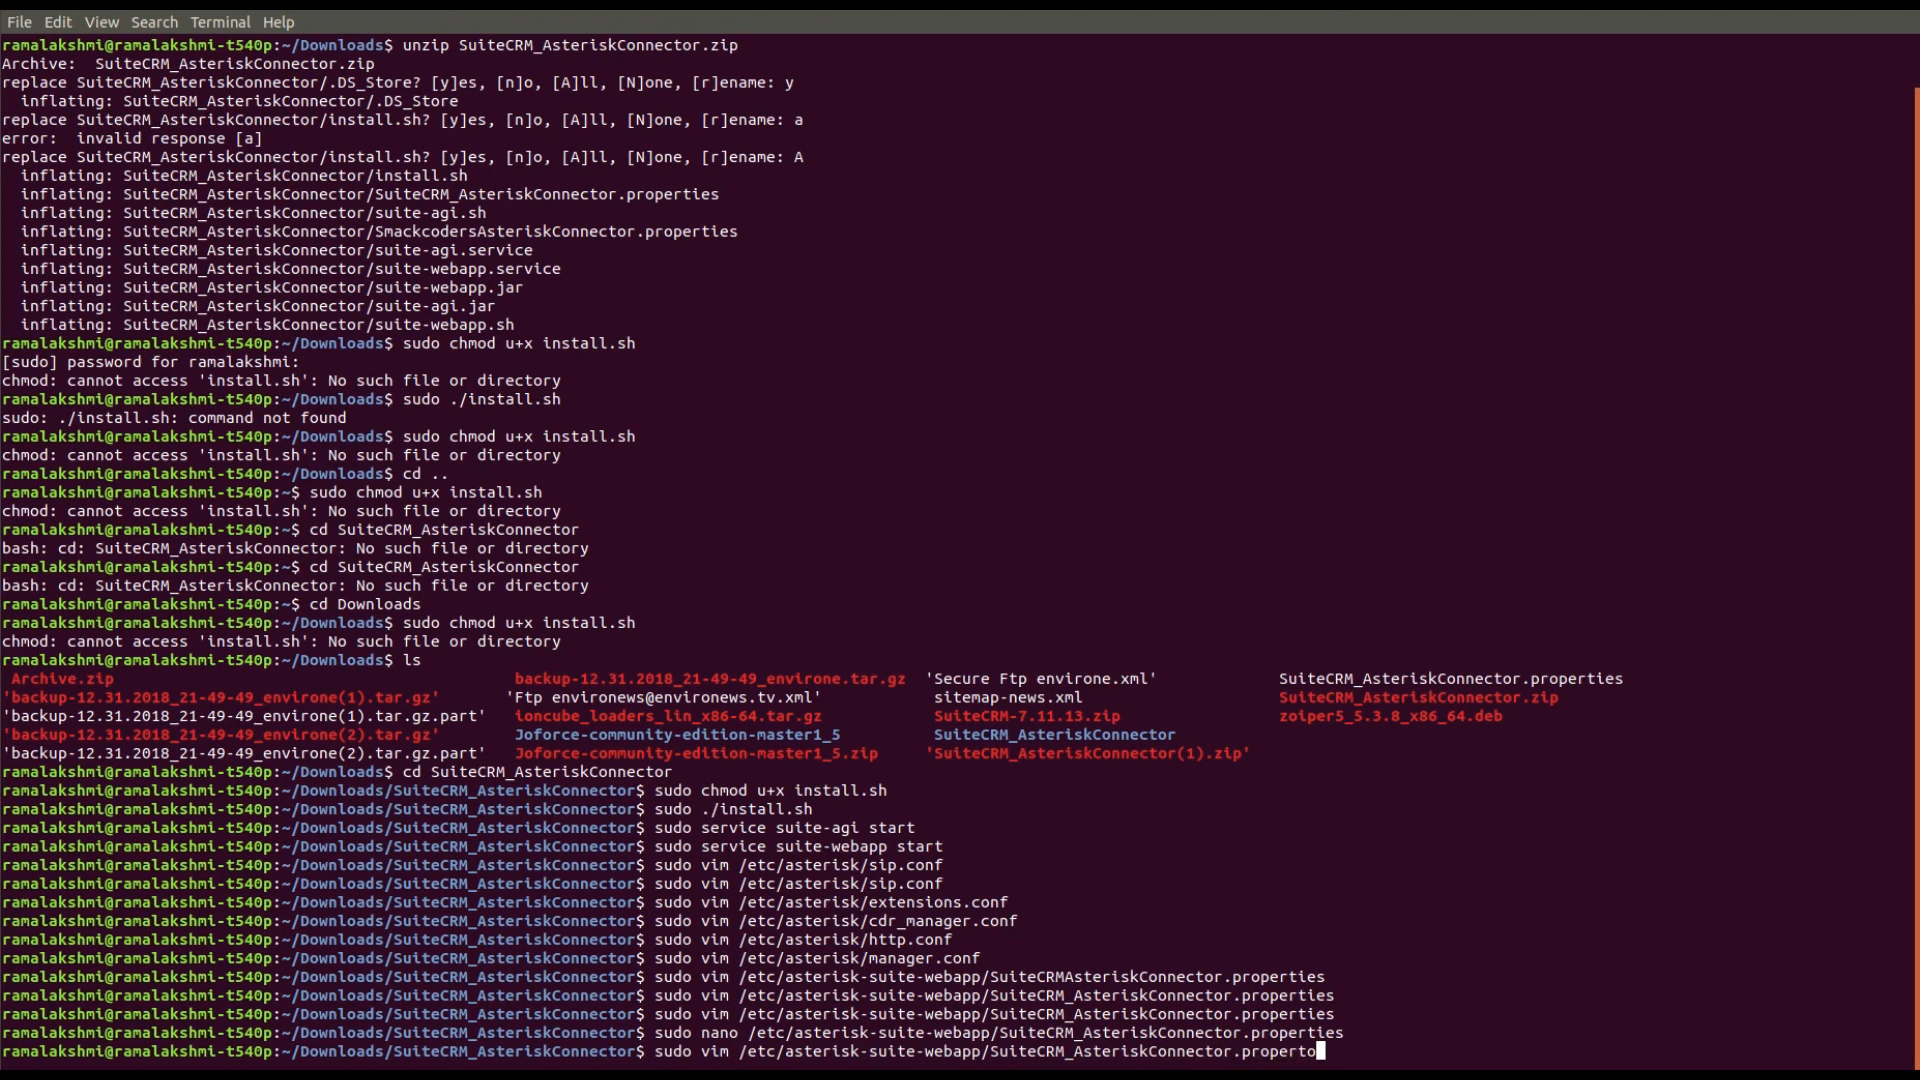 File Edit View Search Terminal Help
ramalakshmi@ramalakshmi-t540p:~/Downloads$ unzip SuiteCRM_AsteriskConnector.zip
Archive:  SuiteCRM_AsteriskConnector.zip
replace SuiteCRM_AsteriskConnector/.DS_Store? [y]es, [n]o, [A]ll, [N]one, [r]ename: y
  inflating: SuiteCRM_AsteriskConnector/.DS_Store
replace SuiteCRM_AsteriskConnector/install.sh? [y]es, [n]o, [A]ll, [N]one, [r]ename: a
error:  invalid response [a]
replace SuiteCRM_AsteriskConnector/install.sh? [y]es, [n]o, [A]ll, [N]one, [r]ename: A
  inflating: SuiteCRM_AsteriskConnector/install.sh
  inflating: SuiteCRM_AsteriskConnector/SuiteCRM_AsteriskConnector.properties
  inflating: SuiteCRM_AsteriskConnector/suite-agi.sh
  inflating: SuiteCRM_AsteriskConnector/SmackcodersAsteriskConnector.properties
  inflating: SuiteCRM_AsteriskConnector/suite-agi.service
  inflating: SuiteCRM_AsteriskConnector/suite-webapp.service
  inflating: SuiteCRM_AsteriskConnector/suite-webapp.jar
  inflating: SuiteCRM_AsteriskConnector/suite-agi.jar
  inflating: SuiteCRM_AsteriskConnector/suite-webapp.sh
ramalakshmi@ramalakshmi-t540p:~/Downloads$ sudo chmod u+x install.sh
[sudo] password for ramalakshmi:
chmod: cannot access 'install.sh': No such file or directory
ramalakshmi@ramalakshmi-t540p:~/Downloads$ sudo ./install.sh
sudo: ./install.sh: command not found
ramalakshmi@ramalakshmi-t540p:~/Downloads$ sudo chmod u+x install.sh
chmod: cannot access 'install.sh': No such file or directory
ramalakshmi@ramalakshmi-t540p:~/Downloads$ cd ..
ramalakshmi@ramalakshmi-t540p:~$ sudo chmod u+x install.sh
chmod: cannot access 'install.sh': No such file or directory
ramalakshmi@ramalakshmi-t540p:~$ cd SuiteCRM_AsteriskConnector
bash: cd: SuiteCRM_AsteriskConnector: No such file or directory
ramalakshmi@ramalakshmi-t540p:~$ cd SuiteCRM_AsteriskConnector
bash: cd: SuiteCRM_AsteriskConnector: No such file or directory
ramalakshmi@ramalakshmi-t540p:~$ cd Downloads
ramalakshmi@ramalakshmi-t540p:~/Downloads$ sudo chmod u+x install.sh
chmod: cannot access 'install.sh': No such file or directory
ramalakshmi@ramalakshmi-t540p:~/Downloads$ ls
 Archive.zip   backup-12.31.2018_21-49-49_environe.tar.gz  'Secure Ftp environe.xml'   SuiteCRM_AsteriskConnector.properties
'backup-12.31.2018_21-49-49_environe(1).tar.gz'  'Ftp environews@environews.tv.xml'   sitemap-news.xml   SuiteCRM_AsteriskConnector.zip
'backup-12.31.2018_21-49-49_environe(1).tar.gz.part'   ioncube_loaders_lin_x86-64.tar.gz   SuiteCRM-7.11.13.zip   zoiper5_5.3.8_x86_64.deb
'backup-12.31.2018_21-49-49_environe(2).tar.gz'   Joforce-community-edition-master1_5   SuiteCRM_AsteriskConnector
'backup-12.31.2018_21-49-49_environe(2).tar.gz.part'   Joforce-community-edition-master1_5.zip  'SuiteCRM_AsteriskConnector(1).zip'
ramalakshmi@ramalakshmi-t540p:~/Downloads$ cd SuiteCRM_AsteriskConnector
ramalakshmi@ramalakshmi-t540p:~/Downloads/SuiteCRM_AsteriskConnector$ sudo chmod u+x install.sh
ramalakshmi@ramalakshmi-t540p:~/Downloads/SuiteCRM_AsteriskConnector$ sudo ./install.sh
ramalakshmi@ramalakshmi-t540p:~/Downloads/SuiteCRM_AsteriskConnector$ sudo service suite-agi start
ramalakshmi@ramalakshmi-t540p:~/Downloads/SuiteCRM_AsteriskConnector$ sudo service suite-webapp start
ramalakshmi@ramalakshmi-t540p:~/Downloads/SuiteCRM_AsteriskConnector$ sudo vim /etc/asterisk/sip.conf
ramalakshmi@ramalakshmi-t540p:~/Downloads/SuiteCRM_AsteriskConnector$ sudo vim /etc/asterisk/sip.conf
ramalakshmi@ramalakshmi-t540p:~/Downloads/SuiteCRM_AsteriskConnector$ sudo vim /etc/asterisk/extensions.conf
ramalakshmi@ramalakshmi-t540p:~/Downloads/SuiteCRM_AsteriskConnector$ sudo vim /etc/asterisk/cdr_manager.conf
ramalakshmi@ramalakshmi-t540p:~/Downloads/SuiteCRM_AsteriskConnector$ sudo vim /etc/asterisk/http.conf
ramalakshmi@ramalakshmi-t540p:~/Downloads/SuiteCRM_AsteriskConnector$ sudo vim /etc/asterisk/manager.conf
ramalakshmi@ramalakshmi-t540p:~/Downloads/SuiteCRM_AsteriskConnector$ sudo vim /etc/asterisk-suite-webapp/SuiteCRMAsteriskConnector.properties
ramalakshmi@ramalakshmi-t540p:~/Downloads/SuiteCRM_AsteriskConnector$ sudo vim /etc/asterisk-suite-webapp/SuiteCRM_AsteriskConnector.properties
ramalakshmi@ramalakshmi-t540p:~/Downloads/SuiteCRM_AsteriskConnector$ sudo vim /etc/asterisk-suite-webapp/SuiteCRM_AsteriskConnector.properties
ramalakshmi@ramalakshmi-t540p:~/Downloads/SuiteCRM_AsteriskConnector$ sudo nano /etc/asterisk-suite-webapp/SuiteCRM_AsteriskConnector.properties
ramalakshmi@ramalakshmi-t540p:~/Downloads/SuiteCRM_AsteriskConnector$ sudo vim /etc/asterisk-suite-webapp/SuiteCRM_AsteriskConnector.properto